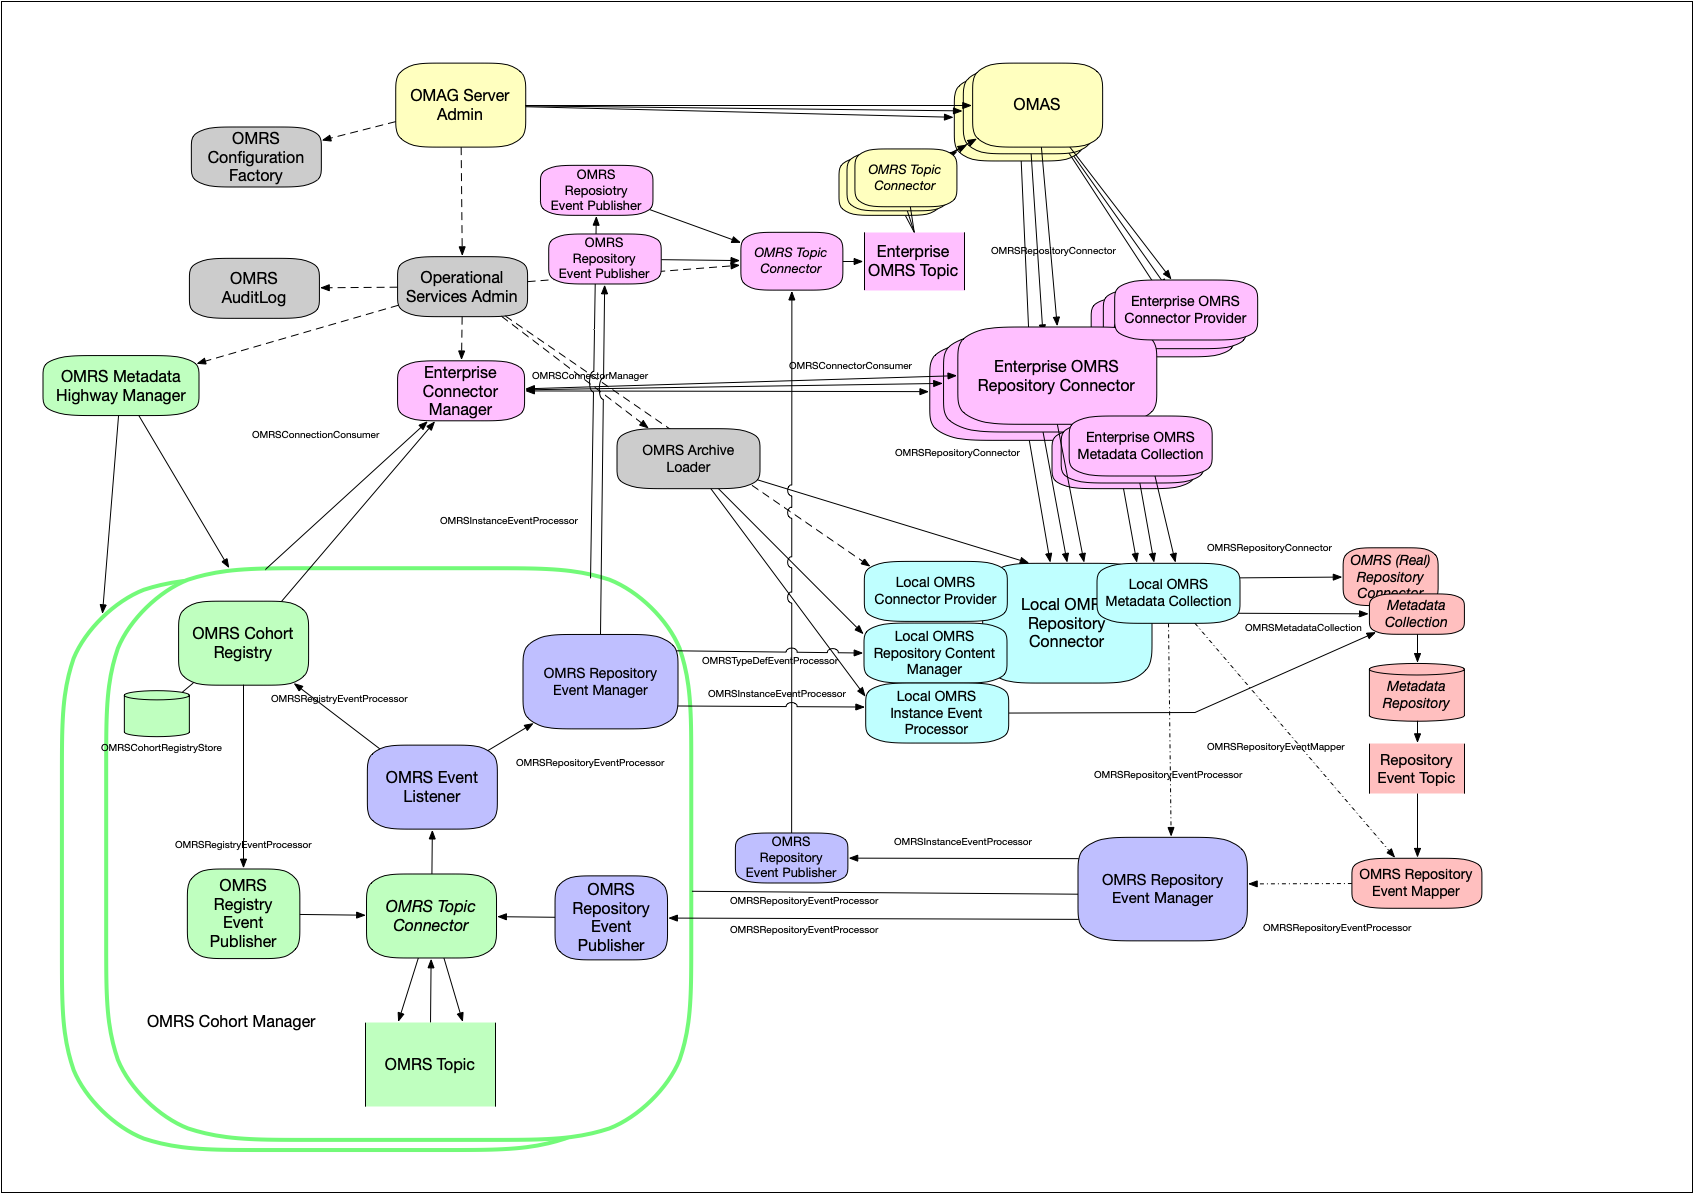 OMAG Server
Admin
OMAS
OMRS
Configuration
Factory
OMRS Topic
Connector
OMRS
Reposiotry
Event Publisher
OMRS
Repository
Event Publisher
OMRS Topic
Connector
Enterprise
OMRS Topic
OMRSRepositoryConnector
OMRS
AuditLog
Operational
Services Admin
Enterprise OMRS
Connector Provider
OMRS Metadata
Highway Manager
Enterprise
Connector
Manager
OMRSConnectorManager
OMRSConnectorConsumer
Enterprise OMRS
Repository Connector
OMRSConnectionConsumer
OMRS Archive
Loader
OMRSRepositoryConnector
Enterprise OMRS
Metadata Collection
OMRSInstanceEventProcessor
OMRSRepositoryConnector
OMRS (Real)
Repository
Connector
Local OMRS
Connector Provider
Local OMRS
Repository
Connector
Local OMRS
Metadata Collection
Metadata
Collection
OMRSMetadataCollection
OMRS Cohort
Registry
Local OMRS
Repository Content
Manager
OMRS Repository
Event Manager
OMRSTypeDefEventProcessor
OMRSInstanceEventProcessor
Local OMRS
Instance Event
Processor
Metadata
Repository
OMRSRegistryEventProcessor
OMRSCohortRegistryStore
OMRS Event
Listener
OMRSRepositoryEventProcessor
OMRSRepositoryEventMapper
OMRSRepositoryEventProcessor
Repository
Event Topic
OMRSRegistryEventProcessor
OMRS
Repository
Event Publisher
OMRSInstanceEventProcessor
OMRS
Registry
Event
Publisher
OMRS Topic
Connector
OMRS
Repository
Event
Publisher
OMRSRepositoryEventProcessor
OMRSRepositoryEventProcessor
OMRS Repository
Event Manager
OMRS Repository
Event Mapper
OMRSRepositoryEventProcessor
OMRS Cohort Manager
OMRS Topic